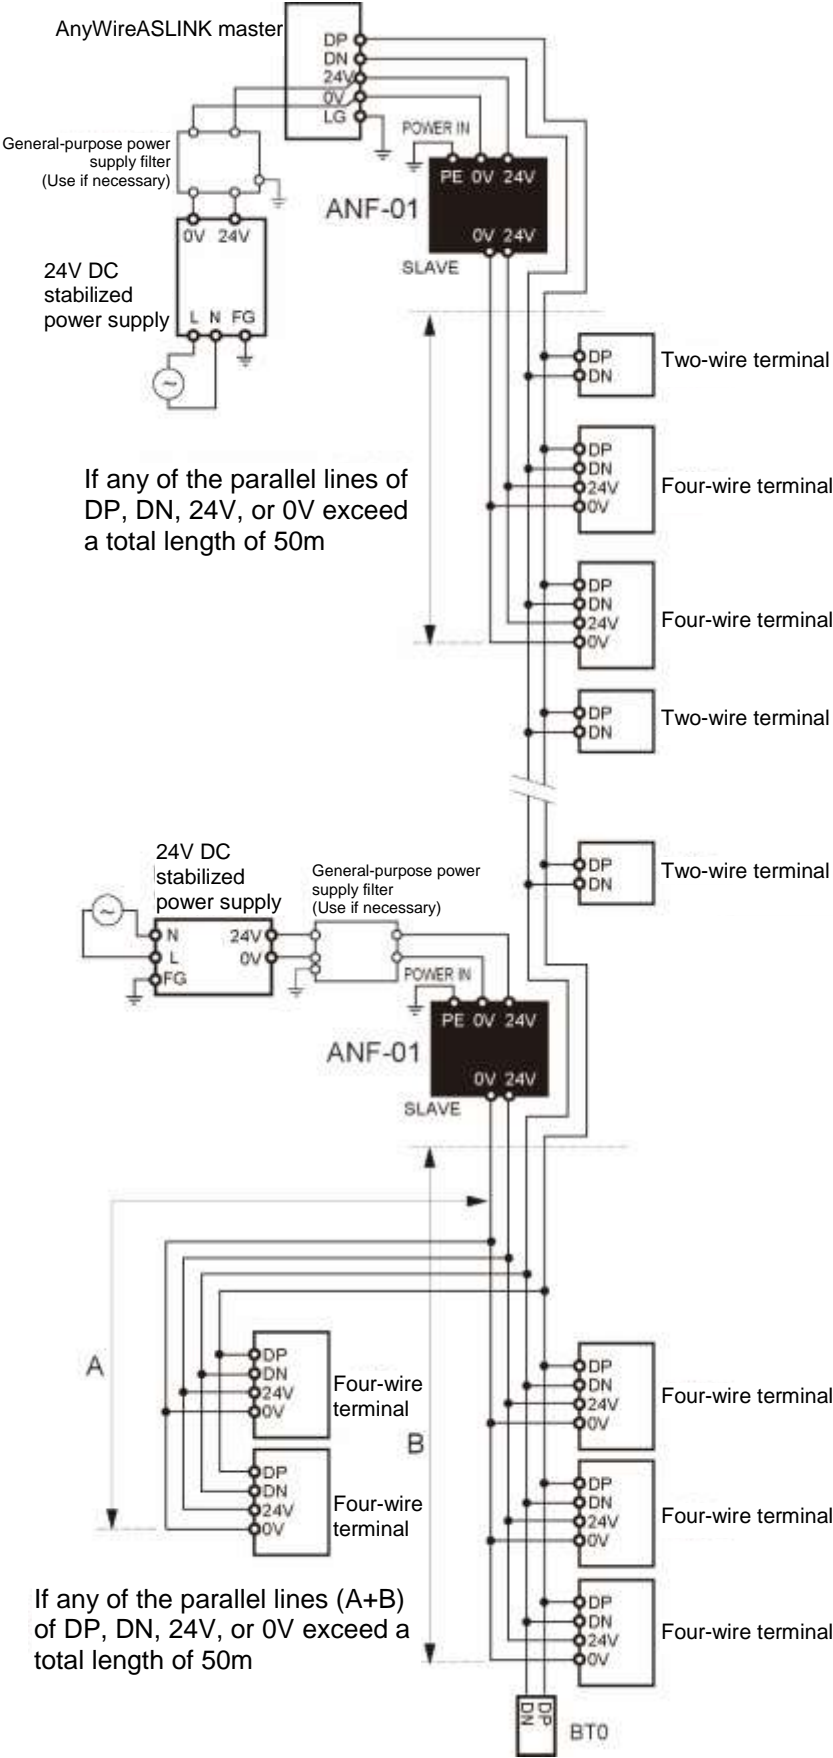 AnyWireASLINK master
DP
DN
24V
0V
LG
General-purpose power
supply filter
(Use if necessary)
POWER IN
PE 0V 24V
ANF-01
0V 24V
SLAVE
0V 24V
24V DC
stabilized
power supply
L N FG
DP
DN
Two-wire terminal
DP
DN
24V
0V
Four-wire terminal
If any of the parallel lines of
DP, DN, 24V, or 0V exceed
a total length of 50m
DP
DN
24V
0V
Four-wire terminal
DP
DN
Two-wire terminal
DP
DN
Two-wire terminal
24V DC
stabilized
power supply
General-purpose power
supply filter
(Use if necessary)
N
24V
L
0V
FG
POWER IN
PE 0V 24V
ANF-01
0V 24V
SLAVE
A
DP
DN
24V
0V
Four-wire
terminal
B
DP
DN
24V
0V
Four-wire terminal
DP
DN
24V
0V
Four-wire
terminal
DP
DN
24V
0V
Four-wire terminal
If any of the parallel lines (A+B)
of DP, DN, 24V, or 0V exceed a
total length of 50m
DP
DN
24V
0V
Four-wire terminal
DN
DP
BT0